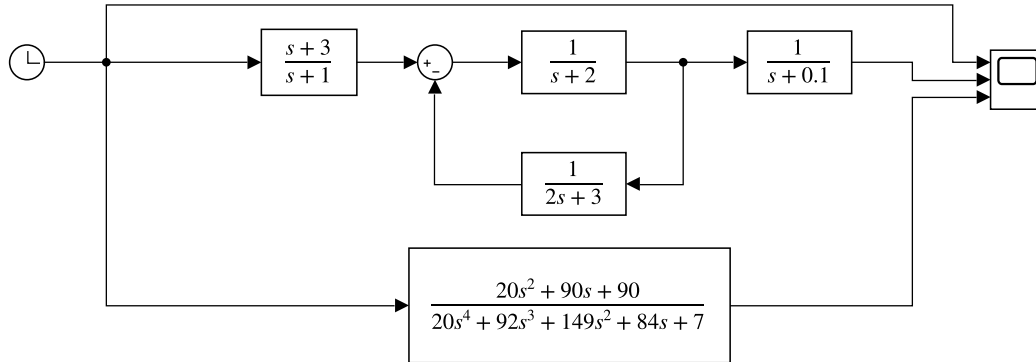 s + 3
s + 1
+
−
1
s + 2
1
s + 0.1
1
2s + 3
20s² + 90s + 90
20s⁴ + 92s³ + 149s² + 84s + 7